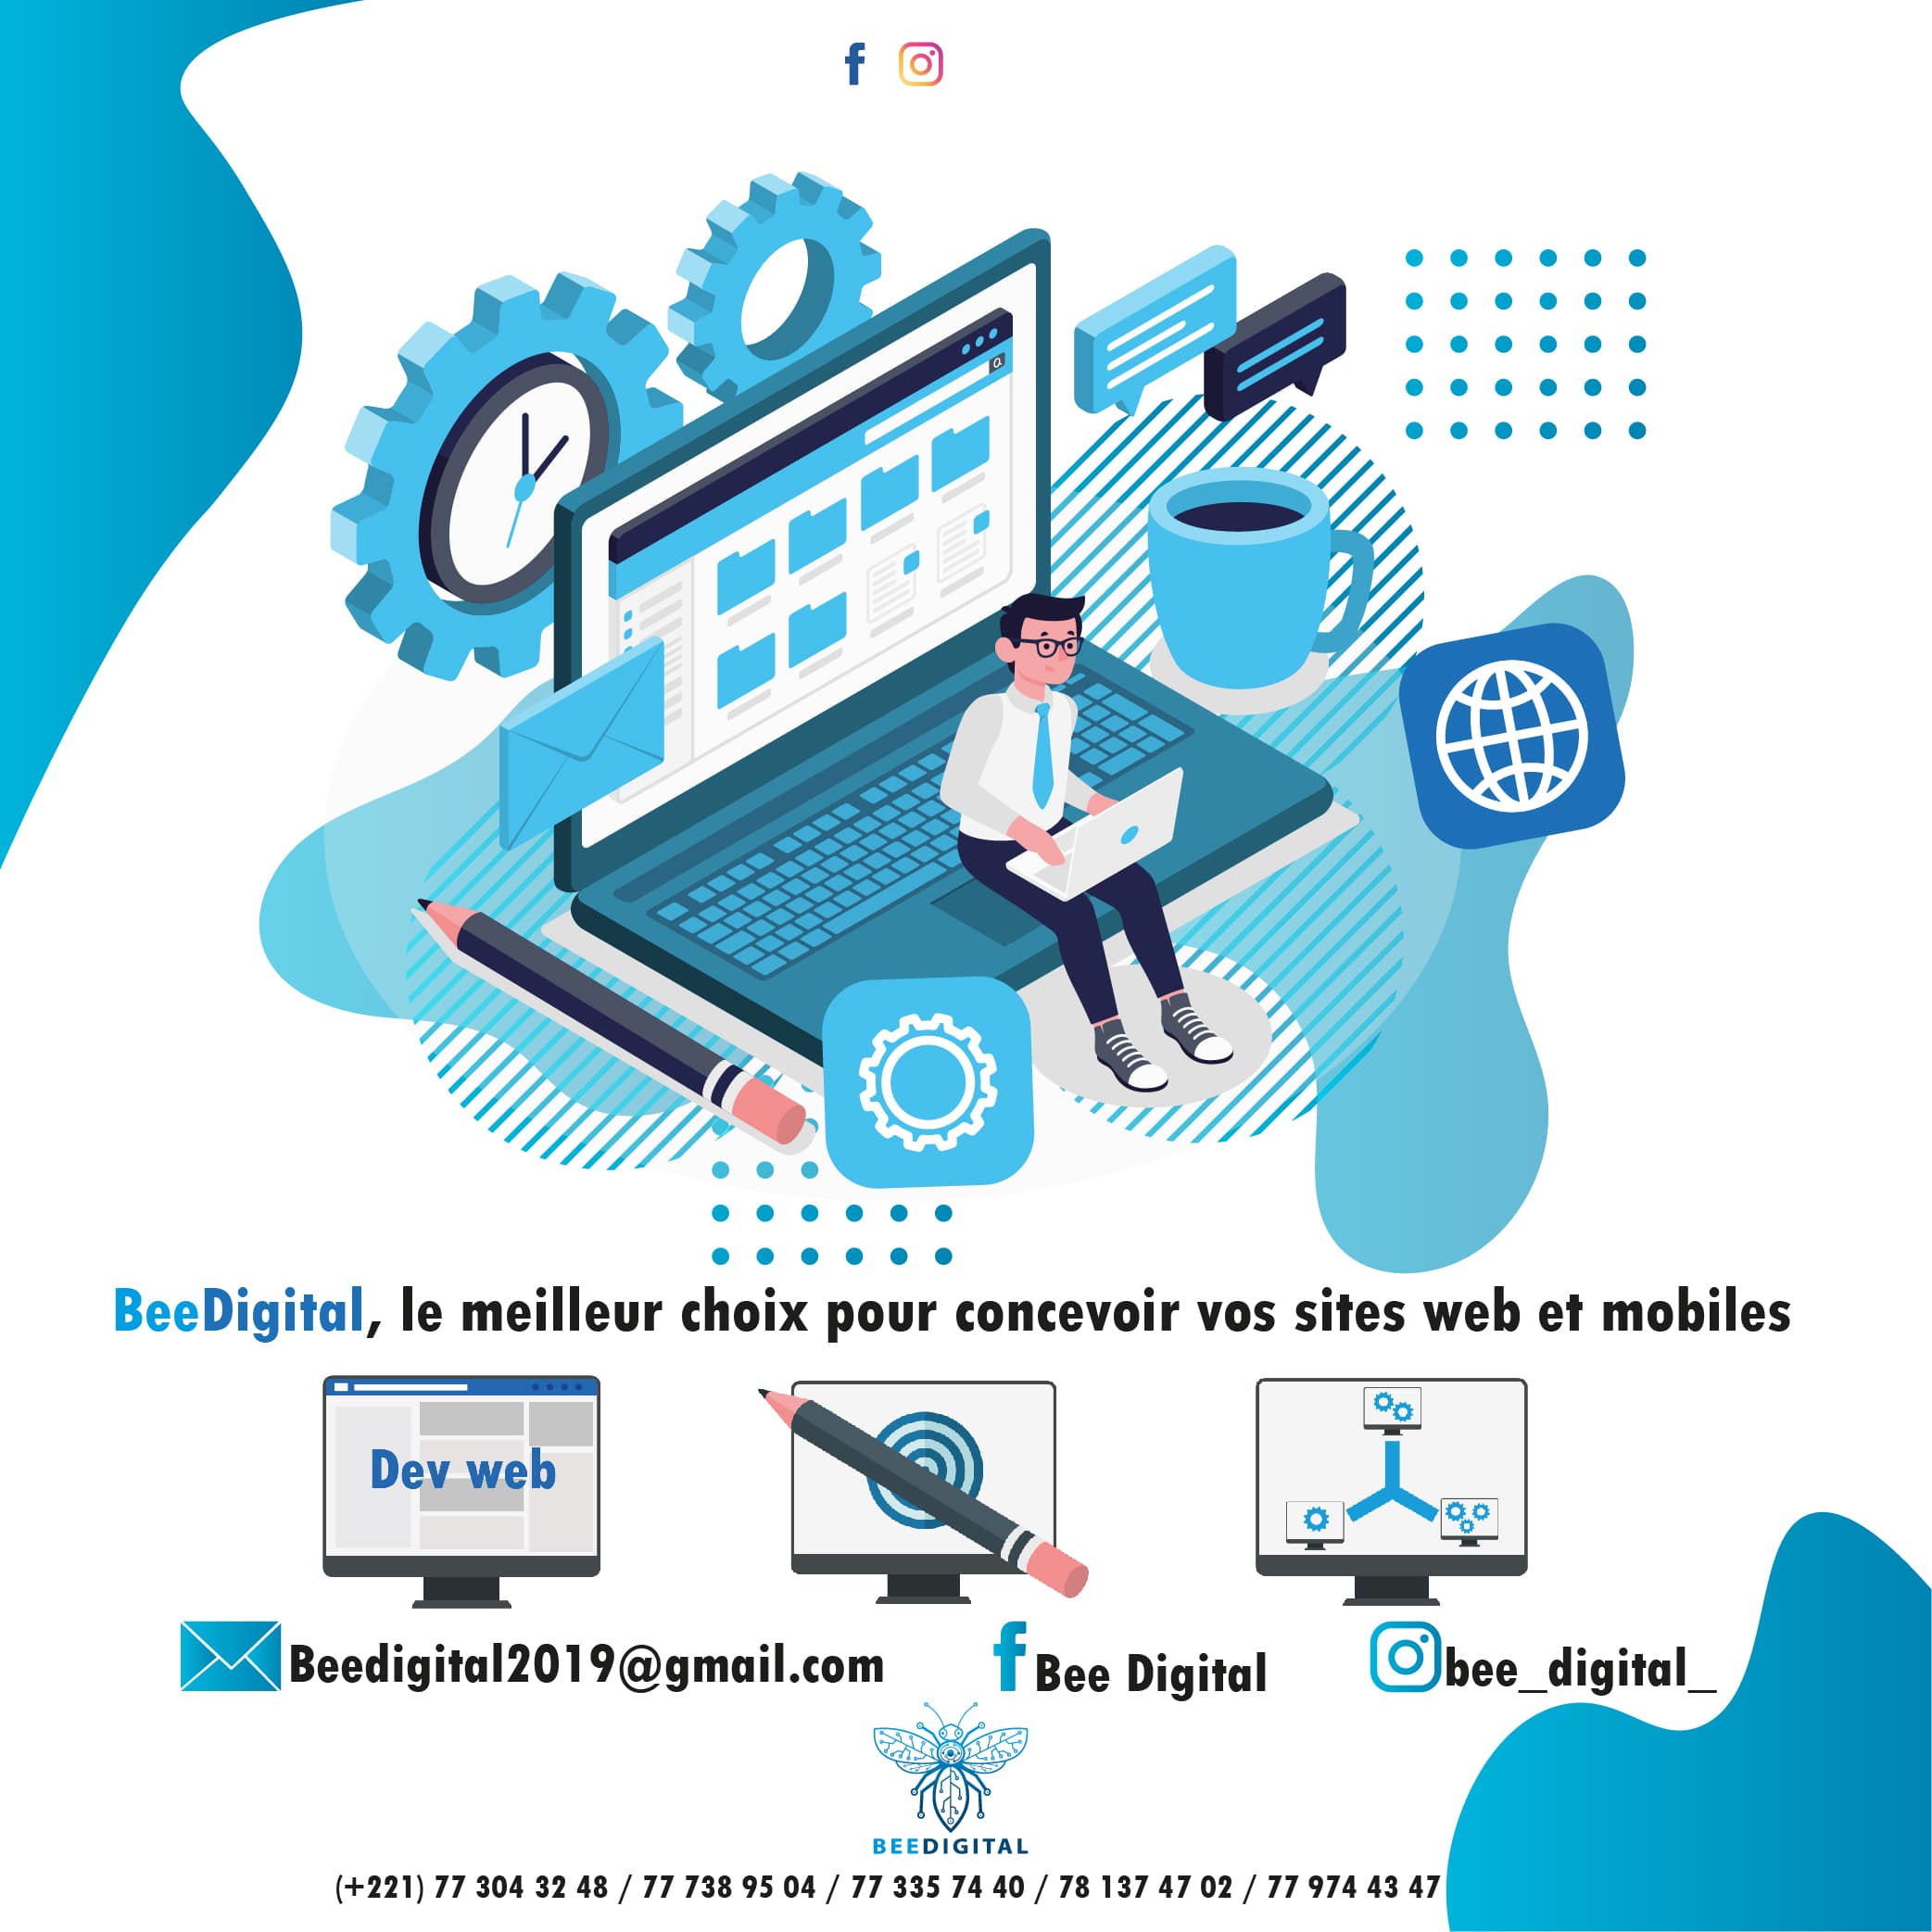 BeeDigital, le meilleur choix pour concevoir vos sites web et mobiles
Dev web
Beedigital2019@gmail.com
Bee Digital
bee_digital_
BEEDIGITAL
(+221) 77 304 32 48 / 77 738 95 04 / 77 335 74 40 / 78 137 47 02 / 77 974 43 47